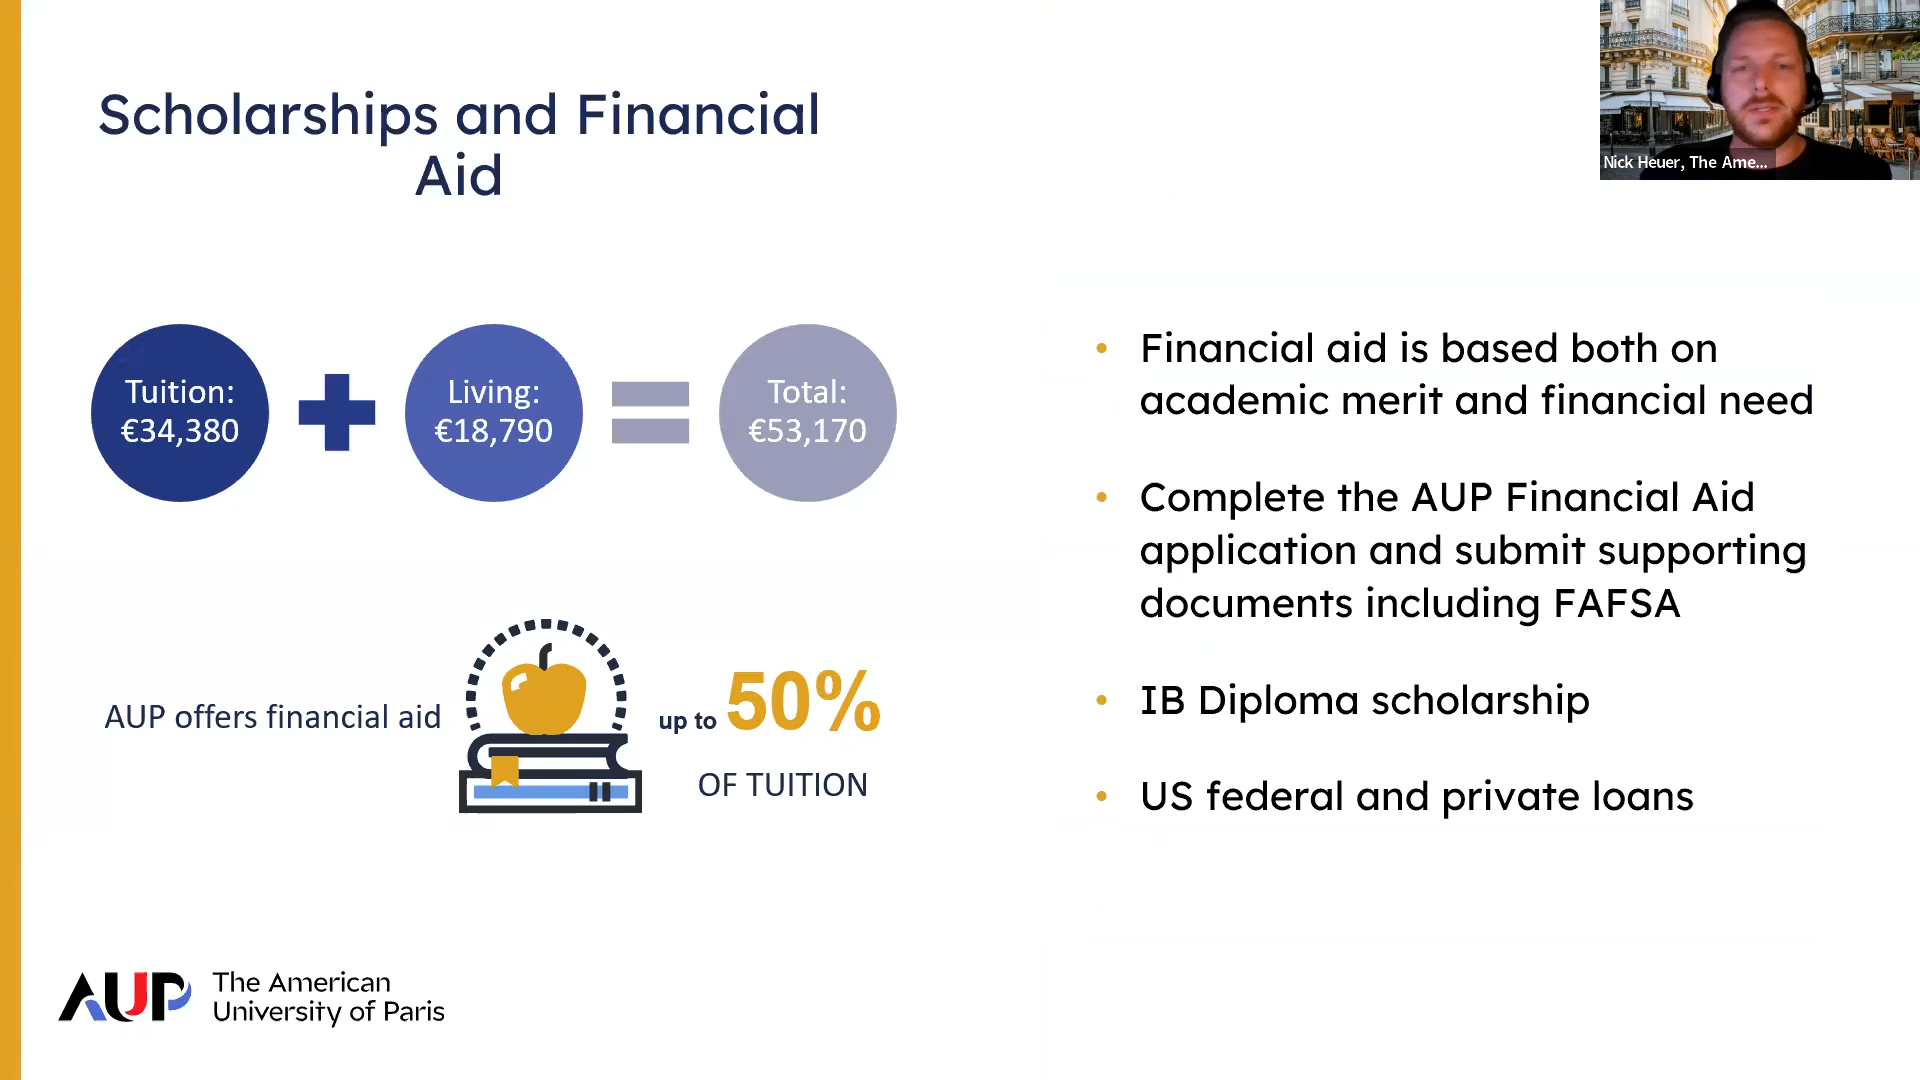 Scholarships and Financial
Aid
Nick Heuer, The Ame...
Tuition:
€34,380
Living:
€18,790
Total:
€53,170
AUP offers financial aid
up to 50%
OF TUITION
• Financial aid is based both on
academic merit and financial need
• Complete the AUP Financial Aid
application and submit supporting
documents including FAFSA
• IB Diploma scholarship
• US federal and private loans
AUP
The American
University of Paris